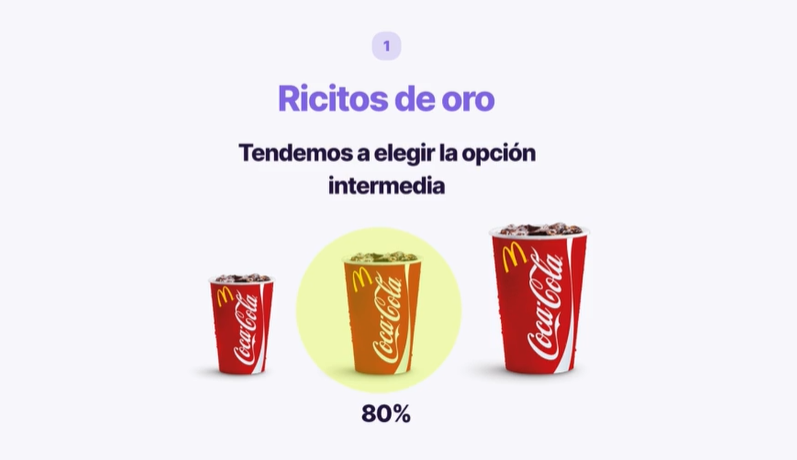 1
Ricitos de oro
Tendemos a elegir la opción
intermedia
Coca-Cola
Coca-Cola
Coca-Cola
80%